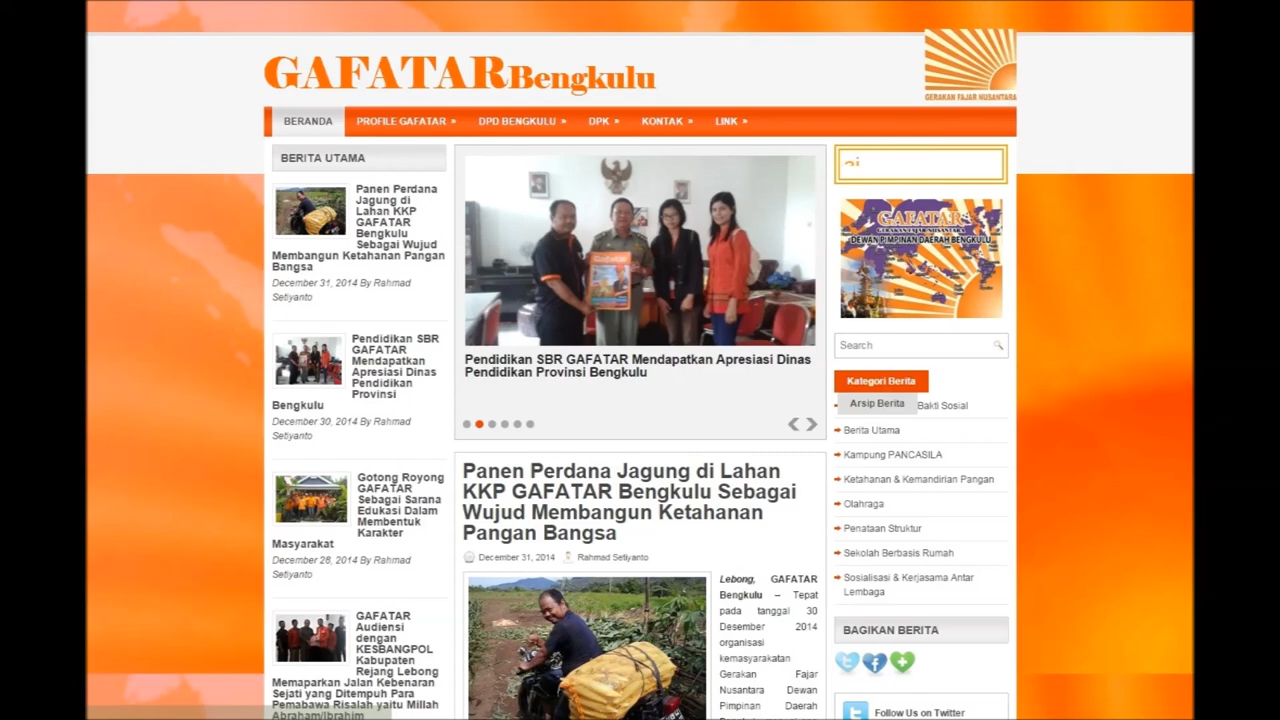 GAFATAR Bengkulu
GERAKAN FAJAR NUSANTARA
BERANDA
PROFILE GAFATAR »
DPD BENGKULU »
DPK »
KONTAK »
LINK »
BERITA UTAMA
Panen Perdana
Jagung di
Lahan KKP
GAFATAR
Bengkulu
Sebagai Wujud
Membangun Ketahanan Pangan
Bangsa
December 31, 2014 By Rahmad
Setiyanto
Pendidikan SBR
GAFATAR
Mendapatkan
Apresiasi Dinas
Pendidikan
Provinsi
Bengkulu
December 30, 2014 By Rahmad
Setiyanto
Gotong Royong
GAFATAR
Sebagai Sarana
Edukasi Dalam
Membentuk
Karakter
Masyarakat
December 28, 2014 By Rahmad
Setiyanto
GAFATAR
Audiensi
dengan
KESBANGPOL
Kabupaten
Rejang Lebong
Memaparkan Jalan Kebenaran
Sejati yang Ditempuh Para
Pembawa Risalah yaitu Millah
Abraham/Ibrahim
Gafatar
Pendidikan SBR GAFATAR Mendapatkan Apresiasi Dinas
Pendidikan Provinsi Bengkulu
Panen Perdana Jagung di Lahan
KKP GAFATAR Bengkulu Sebagai
Wujud Membangun Ketahanan
Pangan Bangsa
December 31, 2014 Rahmad Setiyanto
Lebong, GAFATAR
Bengkulu – Tepat
pada tanggal 30
Desember 2014
organisasi
kemasyarakatan
Gerakan Fajar
Nusantara Dewan
Pimpinan Daerah
GAFATAR
GERAKAN FAJAR NUSANTARA
DEWAN PIMPINAN DAERAH BENGKULU
Search
Kategori Berita
Arsip Berita
Bakti Sosial
Berita Utama
Kampung PANCASILA
Ketahanan & Kemandirian Pangan
Olahraga
Penataan Struktur
Sekolah Berbasis Rumah
Sosialisasi & Kerjasama Antar
Lembaga
BAGIKAN BERITA
Follow Us on Twitter